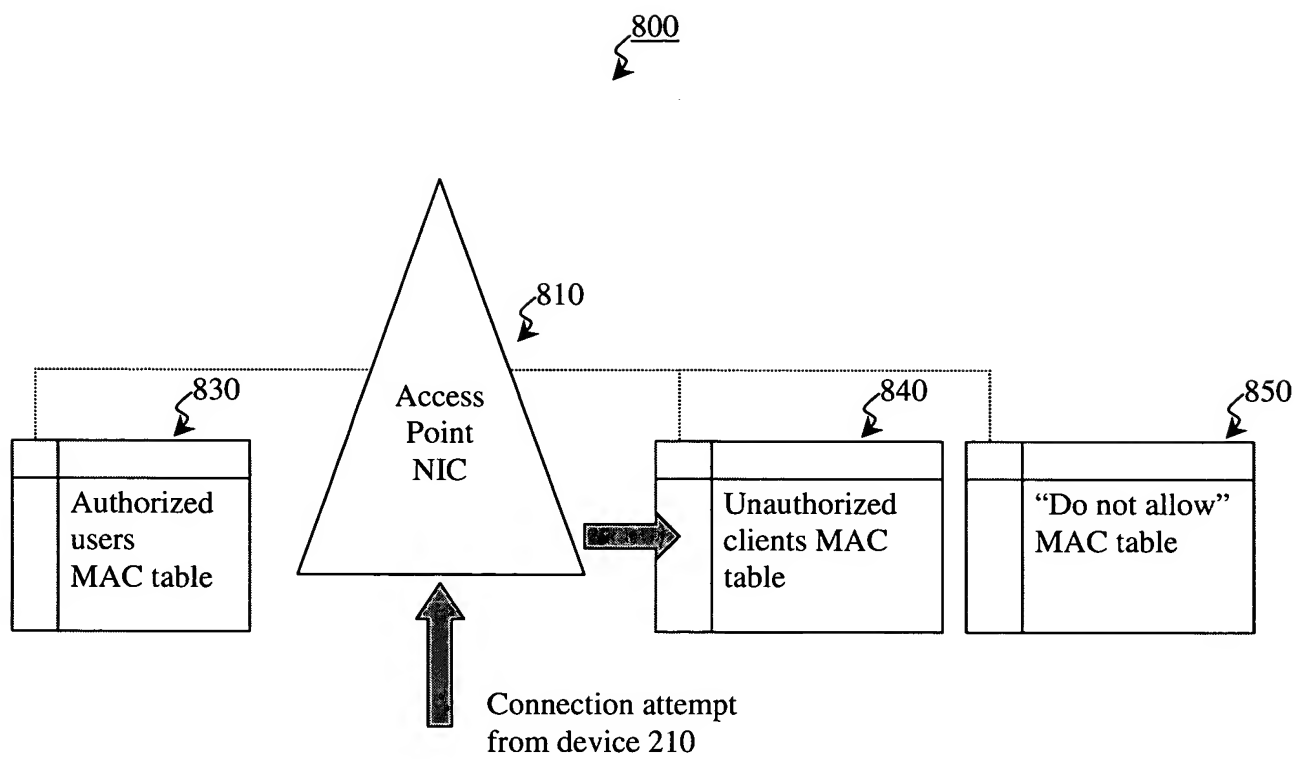 800
810
Access
Point
NIC
830
Authorized
users
MAC table
840
Unauthorized
clients MAC
table
850
“Do not allow”
MAC table
Connection attempt
from device 210